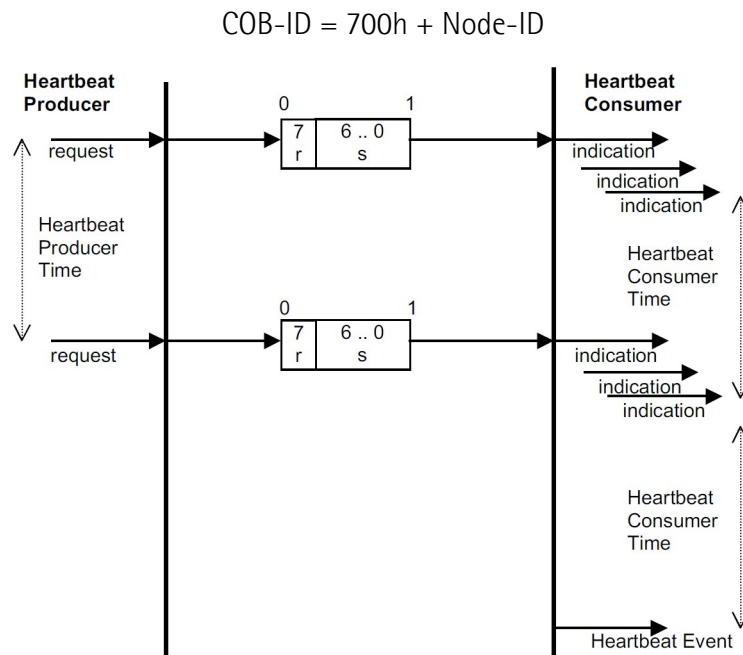 COB-ID = 700h + Node-ID
Heartbeat
Producer
Heartbeat
Consumer
0 1
7 6 .. 0
r s
request
indication
indication
indication
Heartbeat
Producer
Time
Heartbeat
Consumer
Time
0 1
7 6 .. 0
r s
request
indication
indication
indication
Heartbeat
Consumer
Time
Heartbeat Event